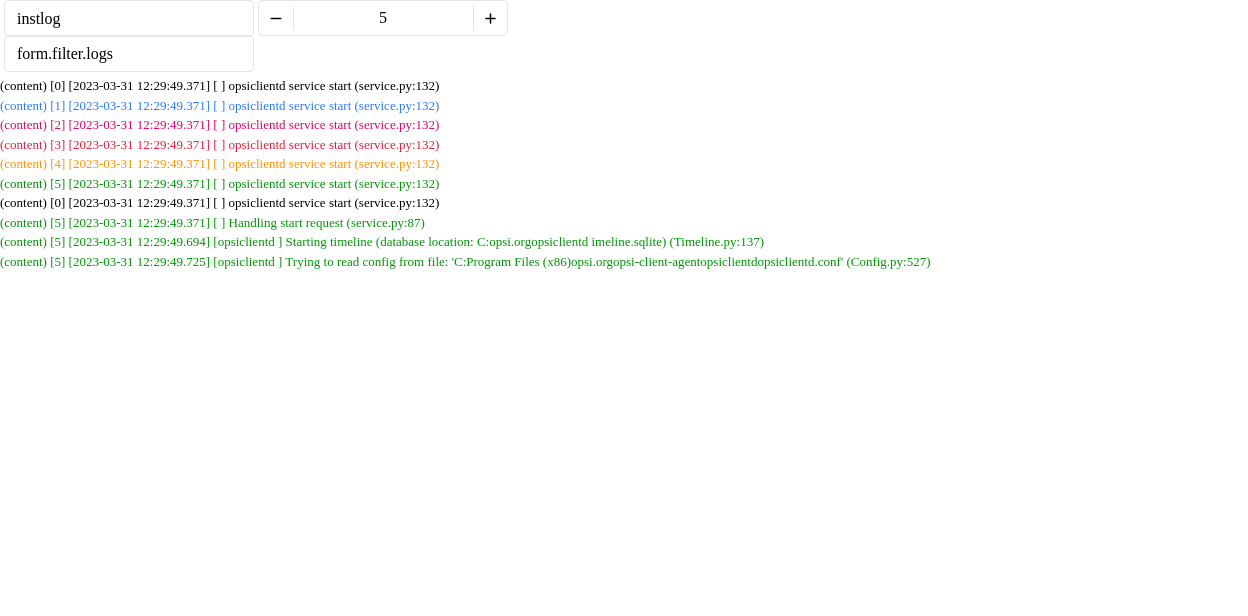 instlog
5
form.filter.logs
(content) [0] [2023-03-31 12:29:49.371] [ ] opsiclientd service start (service.py:132)
(content) [1] [2023-03-31 12:29:49.371] [ ] opsiclientd service start (service.py:132)
(content) [2] [2023-03-31 12:29:49.371] [ ] opsiclientd service start (service.py:132)
(content) [3] [2023-03-31 12:29:49.371] [ ] opsiclientd service start (service.py:132)
(content) [4] [2023-03-31 12:29:49.371] [ ] opsiclientd service start (service.py:132)
(content) [5] [2023-03-31 12:29:49.371] [ ] opsiclientd service start (service.py:132)
(content) [0] [2023-03-31 12:29:49.371] [ ] opsiclientd service start (service.py:132)
(content) [5] [2023-03-31 12:29:49.371] [ ] Handling start request (service.py:87)
(content) [5] [2023-03-31 12:29:49.694] [opsiclientd ] Starting timeline (database location: C:opsi.orgopsiclientd imeline.sqlite) (Timeline.py:137)
(content) [5] [2023-03-31 12:29:49.725] [opsiclientd ] Trying to read config from file: 'C:Program Files (x86)opsi.orgopsi-client-agentopsiclientdopsiclientd.conf' (Config.py:527)